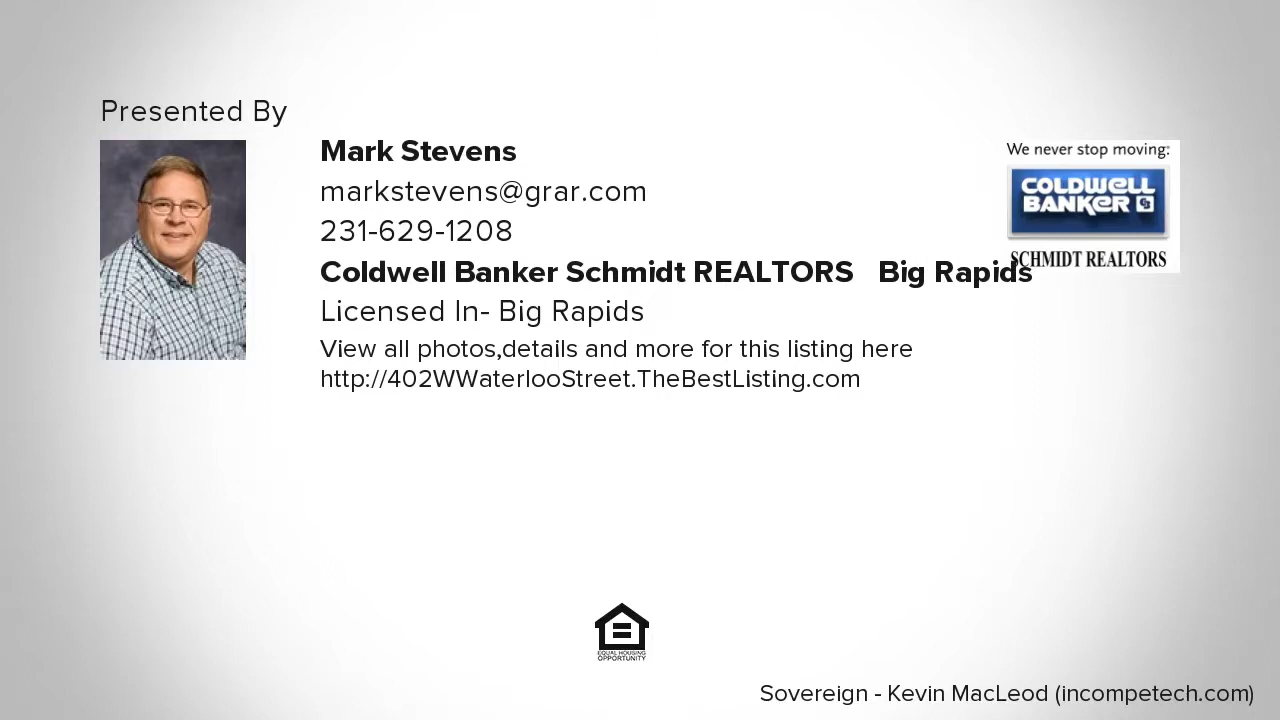 Presented By
Mark Stevens
markstevens@grar.com
231-629-1208
Coldwell Banker Schmidt REALTORS   Big Rapids
Licensed In- Big Rapids
View all photos,details and more for this listing here
http://402WWaterlooStreet.TheBestListing.com
We never stop moving:
COLDWELL
BANKER CB
SCHMIDT REALTORS
EQUAL HOUSING
OPPORTUNITY
Sovereign - Kevin MacLeod (incompetech.com)